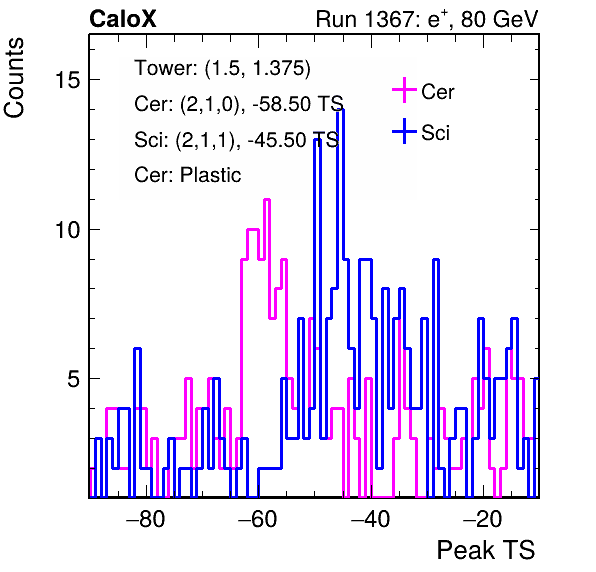 CaloX Run 1367: e+, 80 GeV
Counts
Tower: (1.5, 1.375)
Cer: (2,1,0), -58.50 TS
Sci: (2,1,1), -45.50 TS
Cer: Plastic
Cer
Sci
15
10
5
−80 −60 −40 −20
Peak TS